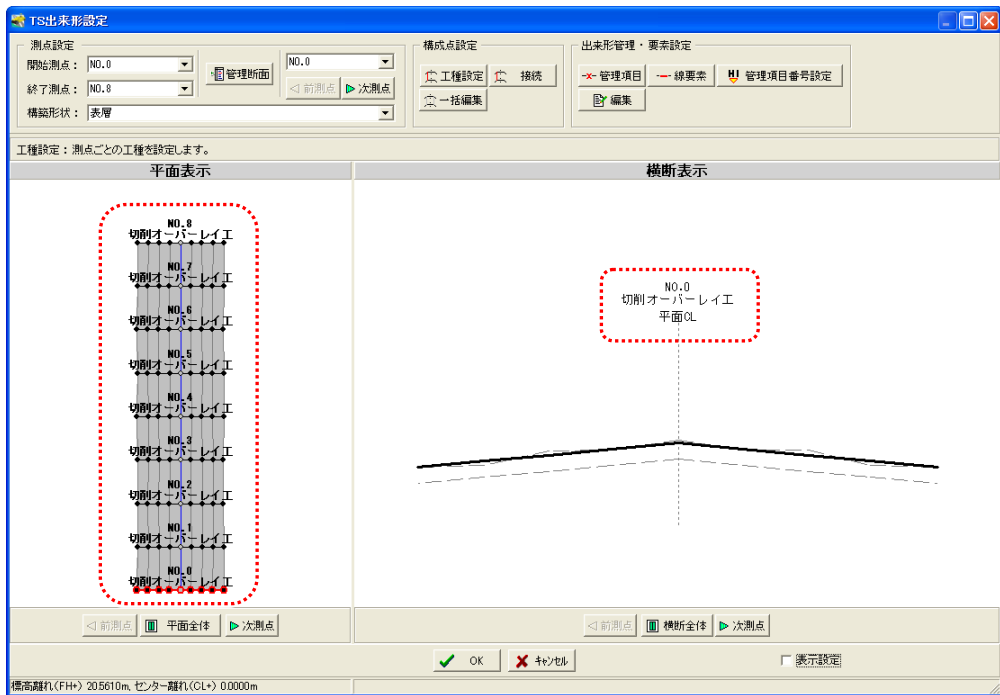 TS出来形設定
測点設定
開始測点： NO.0
終了測点： NO.8
管理断面
NO.0
前測点 次測点
構築形状： 表層
構成点設定
工種設定 接続
一括編集
出来形管理・要素設定
管理項目 線要素 管理項目番号設定
編集
工種設定：測点ごとの工種を設定します。
平面表示
横断表示
NO.8
切削オーバーレイ工
NO.7
切削オーバーレイ工
NO.6
切削オーバーレイ工
NO.5
切削オーバーレイ工
NO.4
切削オーバーレイ工
NO.3
切削オーバーレイ工
NO.2
切削オーバーレイ工
NO.1
切削オーバーレイ工
NO.0
切削オーバーレイ工
NO.0
切削オーバーレイ工
平面CL
前測点 平面全体 次測点
前測点 横断全体 次測点
OK キャンセル
表示設定
標高離れ(FH+) 205610m, センター離れ(CL+) 0.0000m